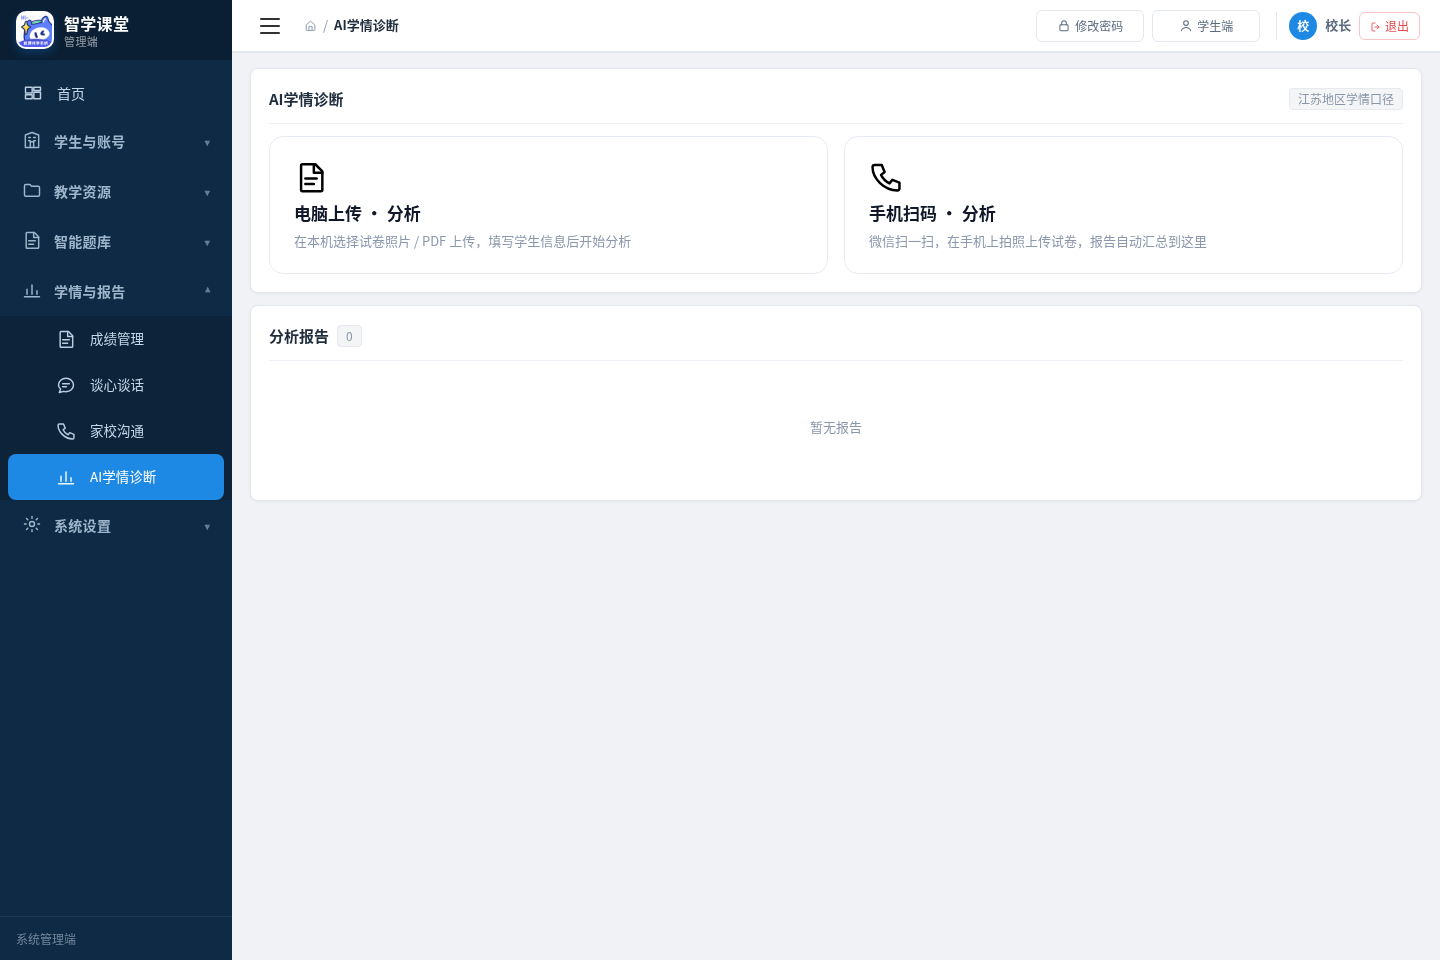 智学课堂
管理端
首页
学生与账号
教学资源
智能题库
学情与报告
成绩管理
谈心谈话
家校沟通
AI学情诊断
系统设置
系统管理端
/ AI学情诊断
修改密码
学生端
校 校长
退出
AI学情诊断
江苏地区学情口径
电脑上传 · 分析
在本机选择试卷照片 / PDF 上传，填写学生信息后开始分析
手机扫码 · 分析
微信扫一扫，在手机上拍照上传试卷，报告自动汇总到这里
分析报告 0
暂无报告